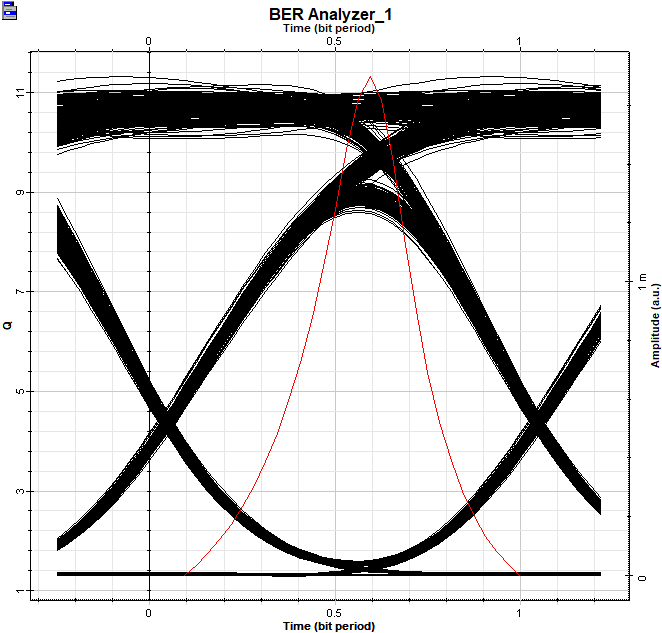 BER Analyzer_1
Time (bit period)
0 0.5 1
11
9
7
5
3
1
Q
1 m
0
Amplitude (a.u.)
0 0.5 1
Time (bit period)